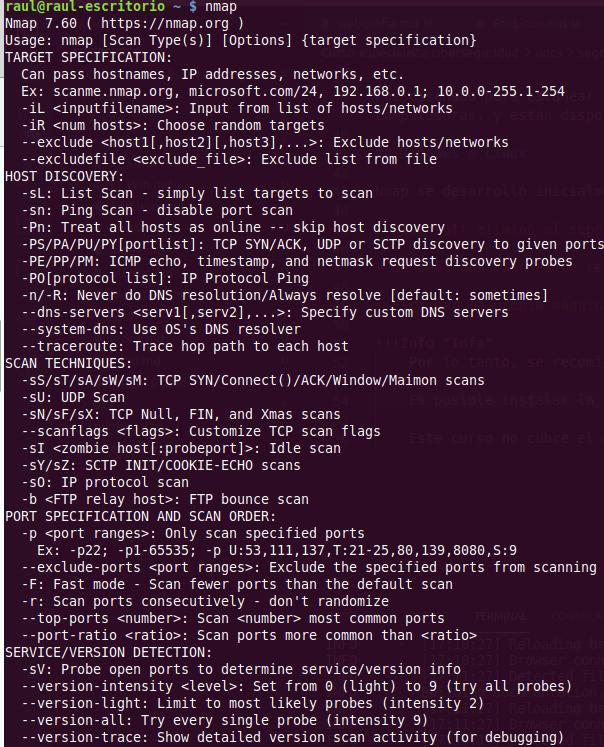 raul@raul-escritorio ~ $ nmap
Nmap 7.60 ( https://nmap.org )
Usage: nmap [Scan Type(s)] [Options] {target specification}
TARGET SPECIFICATION:
  Can pass hostnames, IP addresses, networks, etc.
  Ex: scanme.nmap.org, microsoft.com/24, 192.168.0.1; 10.0.0-255.1-254
  -iL <inputfilename>: Input from list of hosts/networks
  -iR <num hosts>: Choose random targets
  --exclude <host1[,host2][,host3],...>: Exclude hosts/networks
  --excludefile <exclude_file>: Exclude list from file
HOST DISCOVERY:
  -sL: List Scan - simply list targets to scan
  -sn: Ping Scan - disable port scan
  -Pn: Treat all hosts as online -- skip host discovery
  -PS/PA/PU/PY[portlist]: TCP SYN/ACK, UDP or SCTP discovery to given ports
  -PE/PP/PM: ICMP echo, timestamp, and netmask request discovery probes
  -PO[protocol list]: IP Protocol Ping
  -n/-R: Never do DNS resolution/Always resolve [default: sometimes]
  --dns-servers <serv1[,serv2],...>: Specify custom DNS servers
  --system-dns: Use OS's DNS resolver
  --traceroute: Trace hop path to each host
SCAN TECHNIQUES:
  -sS/sT/sA/sW/sM: TCP SYN/Connect()/ACK/Window/Maimon scans
  -sU: UDP Scan
  -sN/sF/sX: TCP Null, FIN, and Xmas scans
  --scanflags <flags>: Customize TCP scan flags
  -sI <zombie host[:probeport]>: Idle scan
  -sY/sZ: SCTP INIT/COOKIE-ECHO scans
  -sO: IP protocol scan
  -b <FTP relay host>: FTP bounce scan
PORT SPECIFICATION AND SCAN ORDER:
  -p <port ranges>: Only scan specified ports
    Ex: -p22; -p1-65535; -p U:53,111,137,T:21-25,80,139,8080,S:9
  --exclude-ports <port ranges>: Exclude the specified ports from scanning
  -F: Fast mode - Scan fewer ports than the default scan
  -r: Scan ports consecutively - don't randomize
  --top-ports <number>: Scan <number> most common ports
  --port-ratio <ratio>: Scan ports more common than <ratio>
SERVICE/VERSION DETECTION:
  -sV: Probe open ports to determine service/version info
  --version-intensity <level>: Set from 0 (light) to 9 (try all probes)
  --version-light: Limit to most likely probes (intensity 2)
  --version-all: Try every single probe (intensity 9)
  --version-trace: Show detailed version scan activity (for debugging)